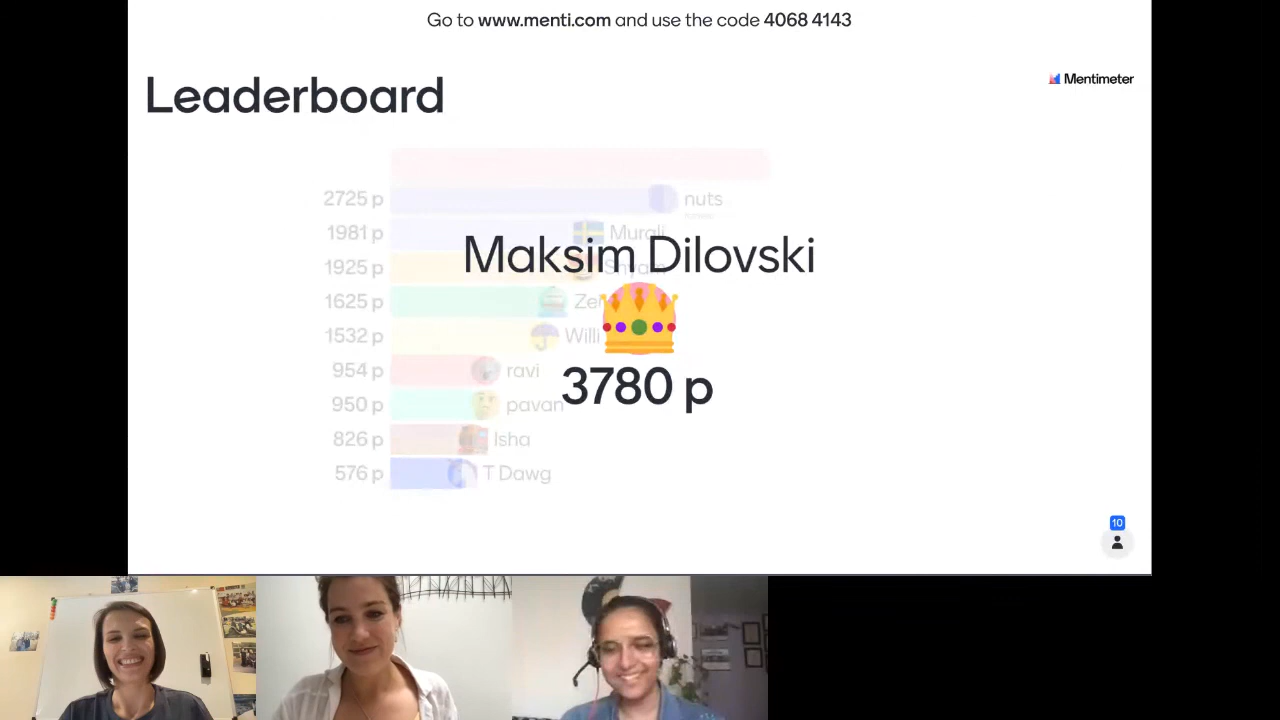 Go to www.menti.com and use the code 4068 4143
Leaderboard
Mentimeter
2725 p nuts
1981 p Murali
Maksim Dilovski
1925 p
1625 p
1532 p
954 p ravi
3780 p
950 p pavan
826 p Isha
576 p T Dawg
10